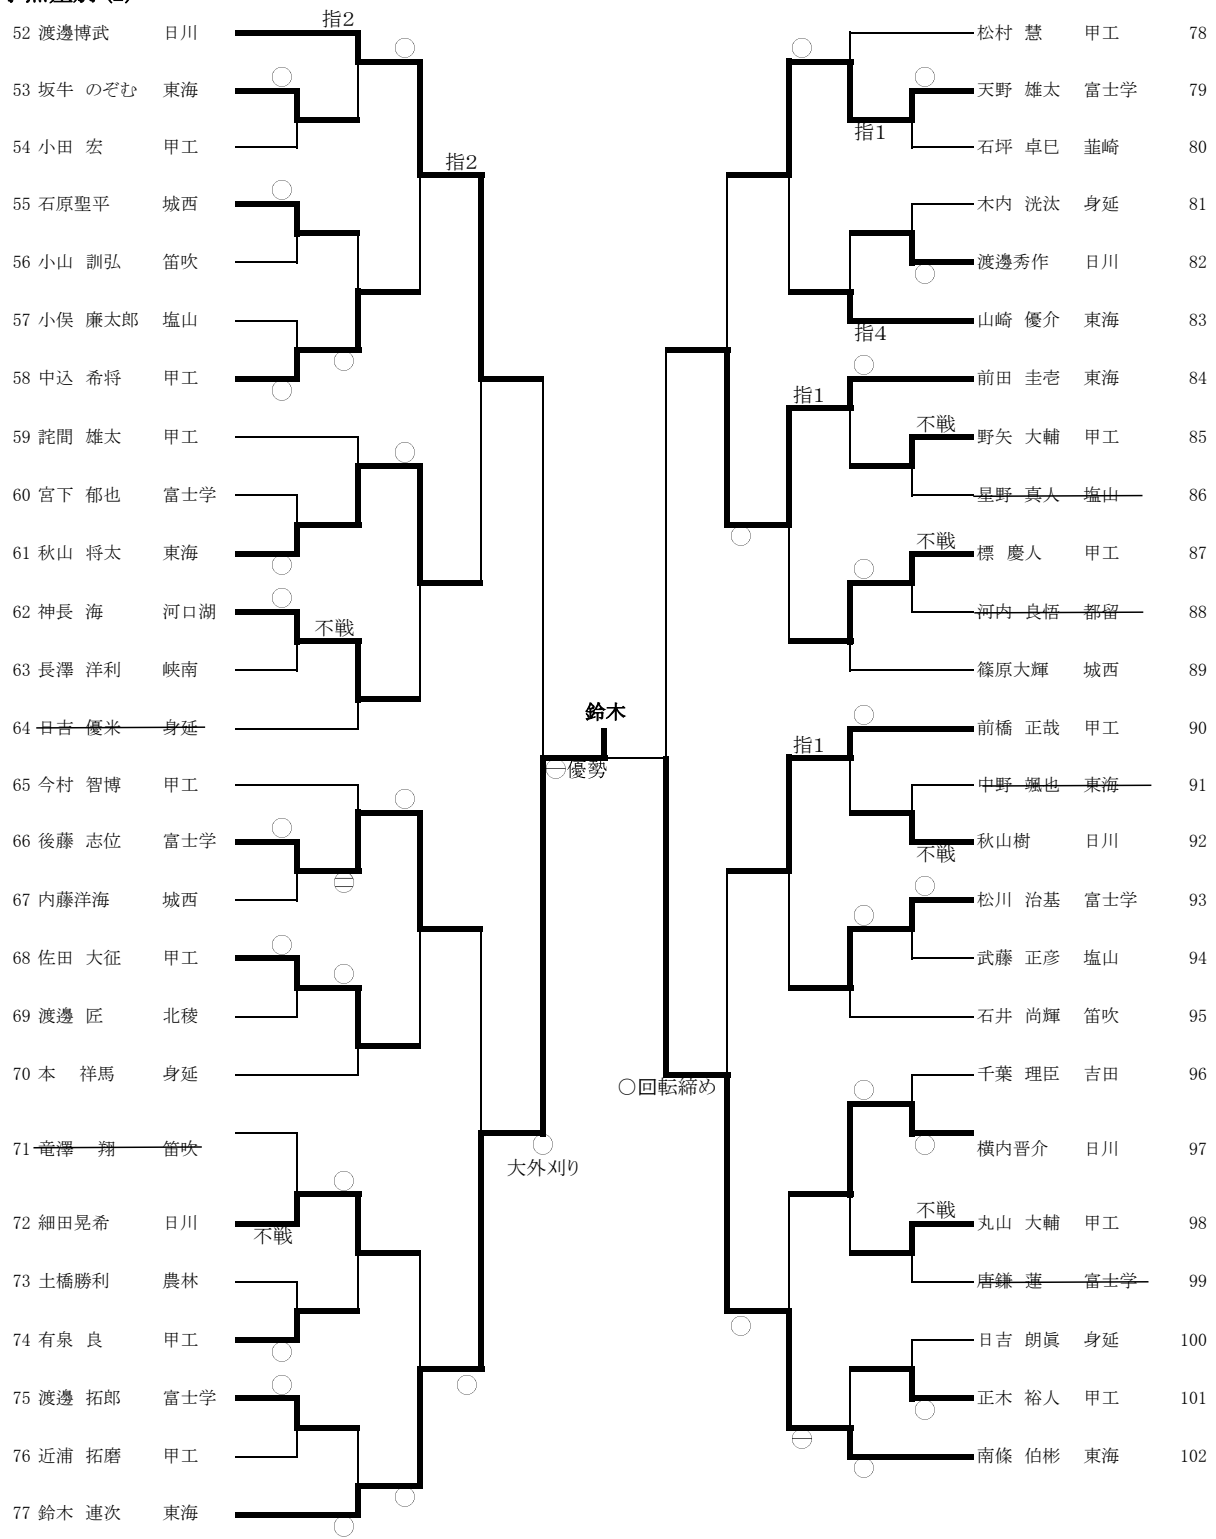 52 渡邊博武 日川
指2
53 坂牛 のぞむ 東海
54 小田 宏 甲工
指2
55 石原聖平 城西
56 小山 訓弘 笛吹
57 小俣 廉太郎 塩山
58 中込 希将 甲工
59 詫間 雄太 甲工
60 宮下 郁也 富士学
61 秋山 将太 東海
62 神長 海 河口湖
不戦
63 長澤 洋利 峡南
64 日吉 優米 身延
65 今村 智博 甲工
66 後藤 志位 富士学
67 内藤洋海 城西
68 佐田 大征 甲工
69 渡邊 匠 北稜
70 本 祥馬 身延
71 竜澤 翔 笛吹
72 細田晃希 日川
不戦
73 土橋勝利 農林
74 有泉 良 甲工
75 渡邊 拓郎 富士学
76 近浦 拓磨 甲工
77 鈴木 連次 東海
鈴木
優勢
○回転締め
大外刈り
松村 慧 甲工 78
天野 雄太 富士学 79
指1
石坪 卓巳 韮崎 80
木内 洸汰 身延 81
渡邊秀作 日川 82
山崎 優介 東海 83
指4
前田 圭壱 東海 84
指1
不戦
野矢 大輔 甲工 85
星野 真人 塩山 86
不戦
標 慶人 甲工 87
河内 良悟 都留 88
篠原大輝 城西 89
前橋 正哉 甲工 90
指1
中野 颯也 東海 91
秋山樹 日川 92
不戦
松川 治基 富士学 93
武藤 正彦 塩山 94
石井 尚輝 笛吹 95
千葉 理臣 吉田 96
横内晋介 日川 97
不戦
丸山 大輔 甲工 98
唐鎌 蓮 富士学 99
日吉 朗眞 身延 100
正木 裕人 甲工 101
南條 伯彬 東海 102